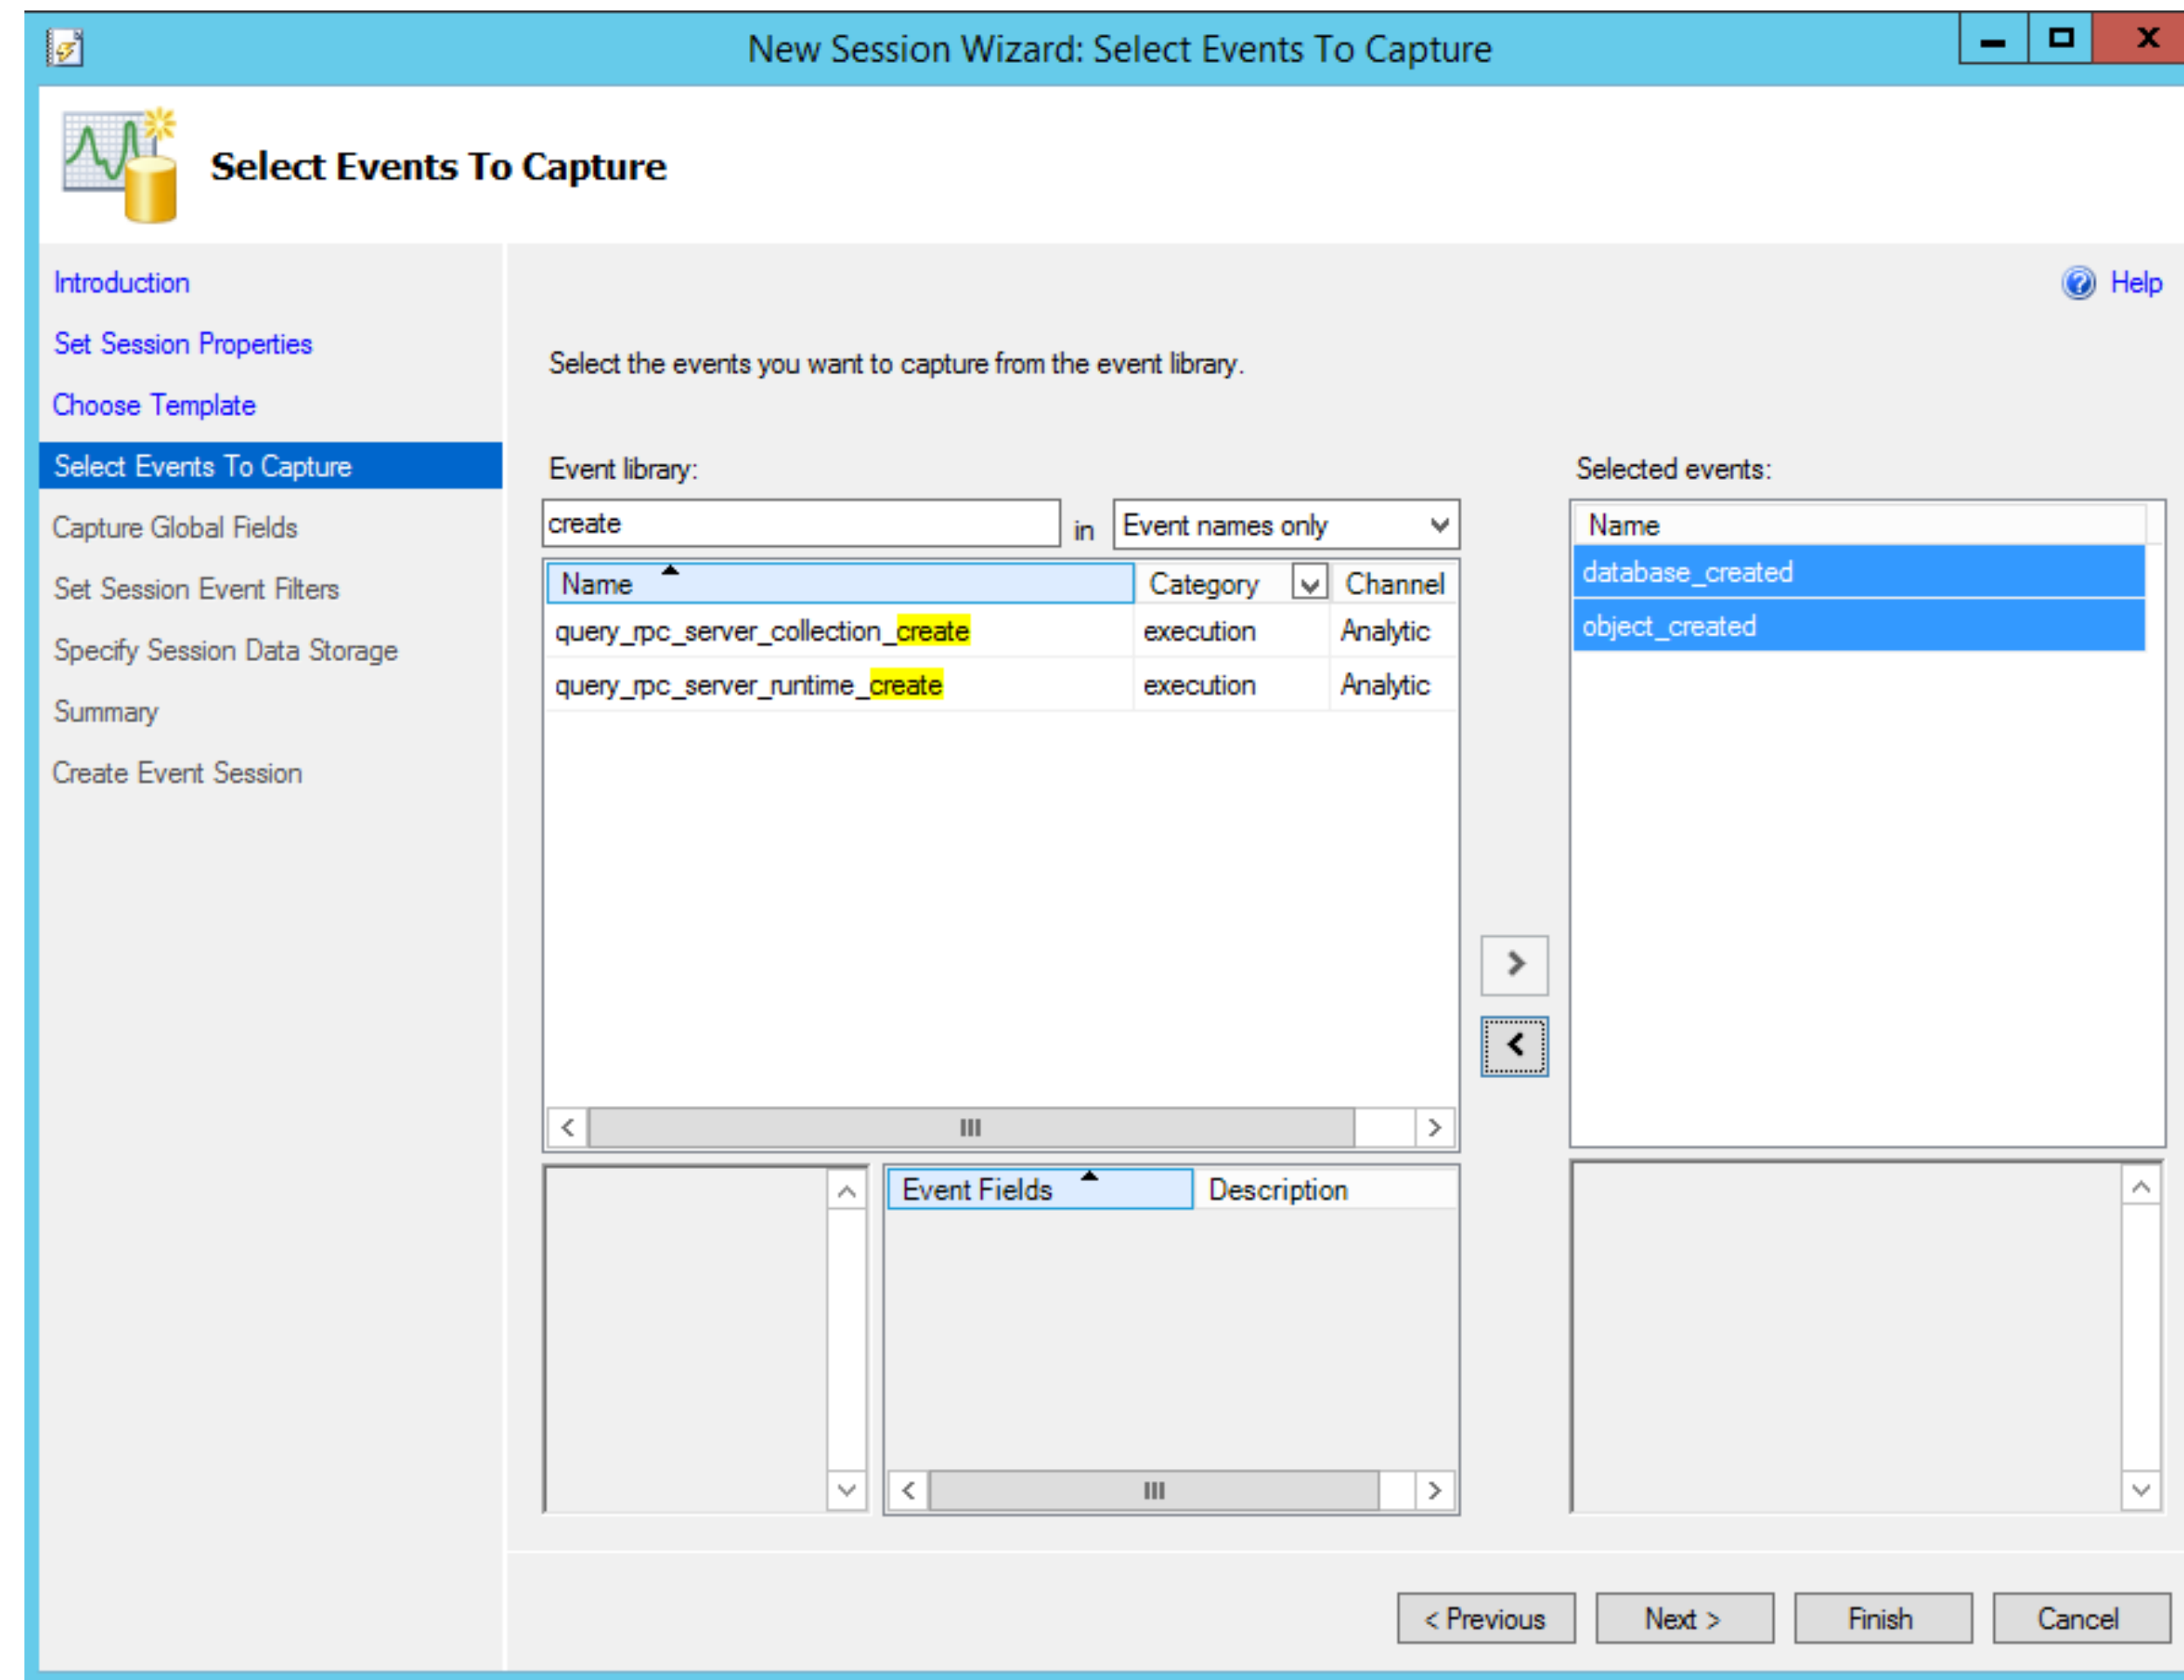 New Session Wizard: Select Events To Capture
Select Events To Capture
Introduction
Set Session Properties
Choose Template
Select Events To Capture
Capture Global Fields
Set Session Event Filters
Specify Session Data Storage
Summary
Create Event Session
Help
Select the events you want to capture from the event library.
Event library:
create in Event names only
Name Category Channel
query_rpc_server_collection_create execution Analytic
query_rpc_server_runtime_create execution Analytic
Selected events:
Name
database_created
object_created
Event Fields Description
< Previous Next > Finish Cancel